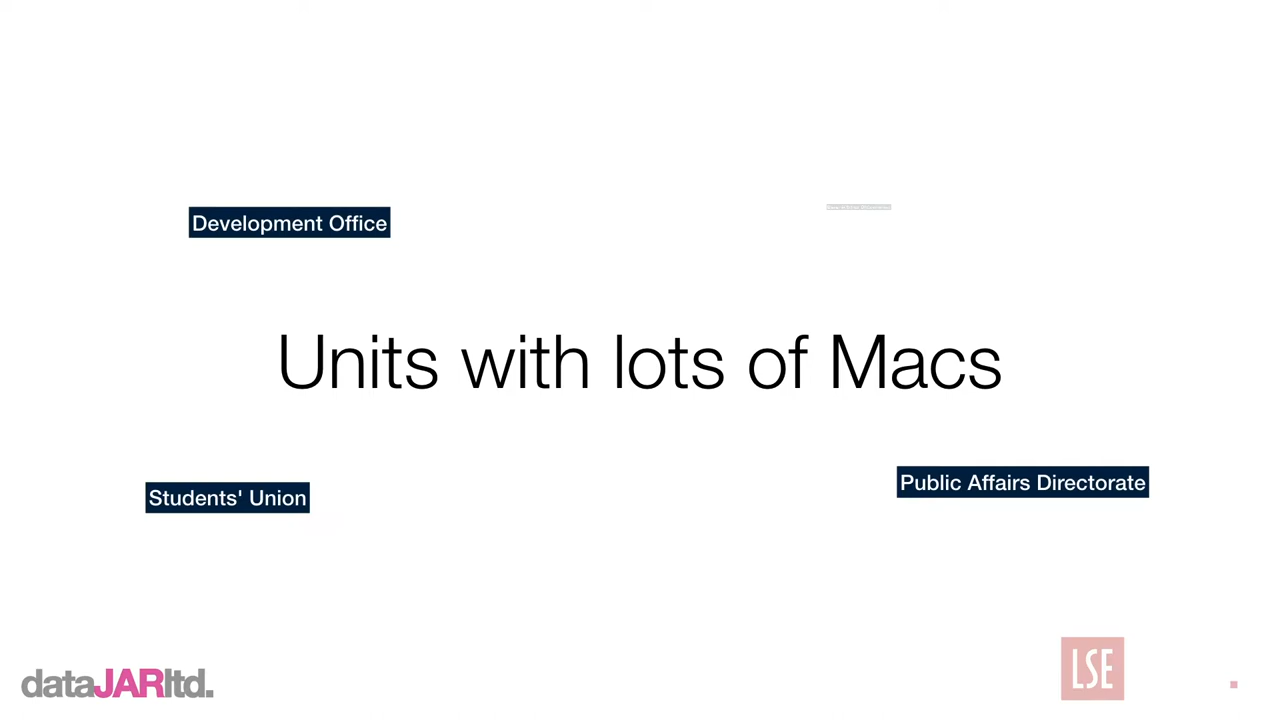 Development Office
Units with lots of Macs
Public Affairs Directorate
Students' Union
dataJARltd.
LSE